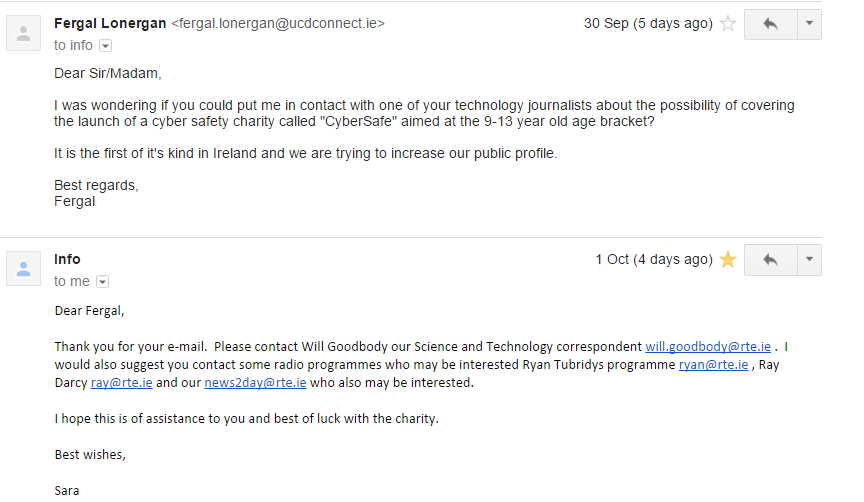 Fergal Lonergan <fergal.lonergan@ucdconnect.ie> 30 Sep (5 days ago)
to info
Dear Sir/Madam,
I was wondering if you could put me in contact with one of your technology journalists about the possibility of covering
the launch of a cyber safety charity called "CyberSafe" aimed at the 9-13 year old age bracket?
It is the first of it's kind in Ireland and we are trying to increase our public profile.
Best regards,
Fergal
Info 1 Oct (4 days ago)
to me
Dear Fergal,
Thank you for your e-mail.  Please contact Will Goodbody our Science and Technology correspondent will.goodbody@rte.ie .  I
would also suggest you contact some radio programmes who may be interested Ryan Tubridys programme ryan@rte.ie , Ray
Darcy ray@rte.ie and our news2day@rte.ie who also may be interested.
I hope this is of assistance to you and best of luck with the charity.
Best wishes,
Sara